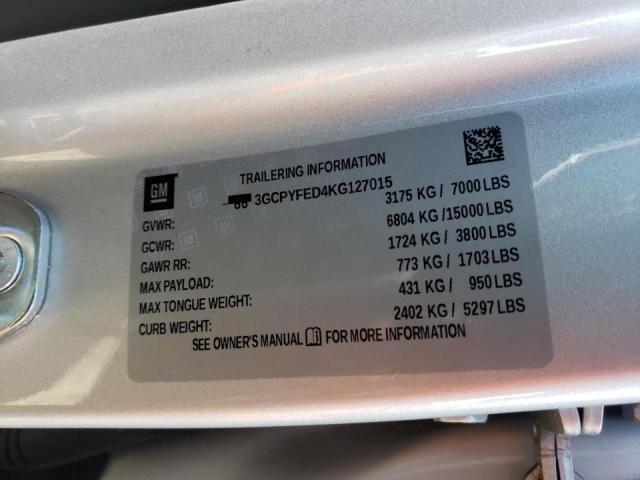 GM
TRAILERING INFORMATION
3GCPYFED4KG127015
GVWR: 3175 KG / 7000 LBS
GCWR: 6804 KG /15000 LBS
GAWR RR: 1724 KG / 3800 LBS
MAX PAYLOAD: 773 KG / 1703 LBS
MAX TONGUE WEIGHT: 431 KG / 950 LBS
CURB WEIGHT: 2402 KG / 5297 LBS
SEE OWNER'S MANUAL FOR MORE INFORMATION